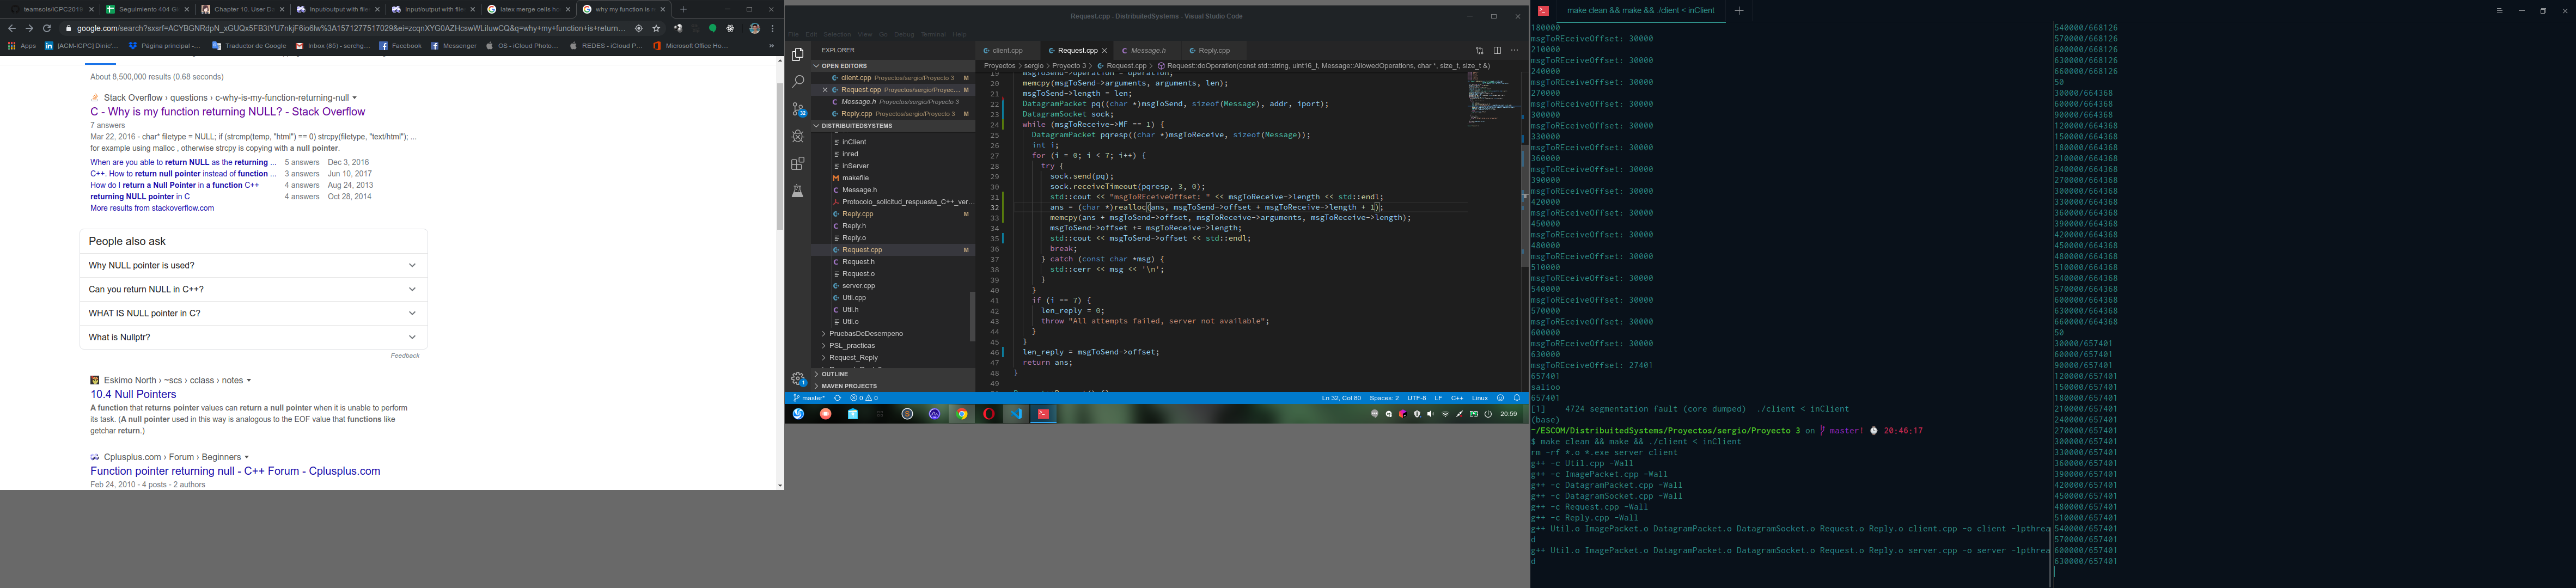 teamsols/ICPC2019
Seguimiento 404 Gi
Chapter 10. User Da
Input/output with file
Input/output with file
latex merge cells ho
why my function is r
google.com/search?sxsrf=ACYBGNRdpN_xGUQx5FB3tYU7nkjF6io6lw%3A1571277517029&ei=zcqnXYG0AZHcswWLiIuwCQ&q=why+my+function+is+return...
Apps
[ACM-ICPC] Dinic'...
Página principal -...
Traductor de Google
Inbox (85) - serchg...
Facebook
Messenger
OS - iCloud Photo...
REDES - iCloud P...
Microsoft Office Ho...
»
About 8,500,000 results (0.68 seconds)
Stack Overflow › questions › c-why-is-my-function-returning-null
C - Why is my function returning NULL? - Stack Overflow
7 answers
Mar 22, 2016 - char* filetype = NULL; if (strcmp(temp, "html") == 0) strcpy(filetype, "text/html"); ...
for example using malloc , otherwise strcpy is copying with a null pointer.
When are you able to return NULL as the returning ... 5 answers Dec 3, 2016
C++. How to return null pointer instead of function ... 3 answers Jun 10, 2017
How do I return a Null Pointer in a function C++ 4 answers Aug 24, 2013
returning NULL pointer in C 4 answers Oct 28, 2014
More results from stackoverflow.com
People also ask
Why NULL pointer is used?
Can you return NULL in C++?
WHAT IS NULL pointer in C?
What is Nullptr?
Feedback
Eskimo North › ~scs › cclass › notes
10.4 Null Pointers
A function that returns pointer values can return a null pointer when it is unable to perform
its task. (A null pointer used in this way is analogous to the EOF value that functions like
getchar return.)
Cplusplus.com › Forum › Beginners
Function pointer returning null - C++ Forum - Cplusplus.com
Feb 24, 2010 - 4 posts - 2 authors
Request.cpp - DistribuitedSystems - Visual Studio Code
File Edit Selection View Go Debug Terminal Help
EXPLORER
OPEN EDITORS
client.cpp Proyectos/sergio/Proyecto 3 M
Request.cpp Proyectos/sergio/Proyec... M
Message.h Proyectos/sergio/Proyecto 3
Reply.cpp Proyectos/sergio/Proyecto 3 M
DISTRIBUITEDSYSTEMS
inClient
inred
inServer
makefile
Message.h
Protocolo_solicitud_respuesta_C++_ver...
Reply.cpp M
Reply.h
Reply.o
Request.cpp M
Request.h
Request.o
server.cpp
Util.cpp
Util.h
Util.o
PruebasDeDesempeno
PSL_practicas
Request_Reply
OUTLINE
MAVEN PROJECTS
32
1
client.cpp
Request.cpp
Message.h
Reply.cpp
Proyectos › sergio › Proyecto 3 › Request.cpp › Request::doOperation(const std::string, uint16_t, Message::AllowedOperations, char *, size_t, size_t &)
19 msgToSend->operation = operation;
20 memcpy(msgToSend->arguments, arguments, len);
21 msgToSend->length = len;
22 DatagramPacket pq((char *)msgToSend, sizeof(Message), addr, iport);
23 DatagramSocket sock;
24 while (msgToReceive->MF == 1) {
25 DatagramPacket pqresp((char *)msgToReceive, sizeof(Message));
26 int i;
27 for (i = 0; i < 7; i++) {
28 try {
29 sock.send(pq);
30 sock.receiveTimeout(pqresp, 3, 0);
31 std::cout << "msgToREceiveOffset: " << msgToReceive->length << std::endl;
32 ans = (char *)realloc(ans, msgToSend->offset + msgToReceive->length + 1);
33 memcpy(ans + msgToSend->offset, msgToReceive->arguments, msgToReceive->length);
34 msgToSend->offset += msgToReceive->length;
35 std::cout << msgToSend->offset << std::endl;
36 break;
37 } catch (const char *msg) {
38 std::cerr << msg << '\n';
39 }
40 }
41 if (i == 7) {
42 len_reply = 0;
43 throw "All attempts failed, server not available";
44 }
45 }
46 len_reply = msgToSend->offset;
47 return ans;
48 }
49
master*
0 0
Ln 32, Col 80 Spaces: 2 UTF-8 LF C++ Linux
20:59
make clean && make && ./client < inClient
180000
msgToREceiveOffset: 30000
210000
msgToREceiveOffset: 30000
240000
msgToREceiveOffset: 30000
270000
msgToREceiveOffset: 30000
300000
msgToREceiveOffset: 30000
330000
msgToREceiveOffset: 30000
360000
msgToREceiveOffset: 30000
390000
msgToREceiveOffset: 30000
420000
msgToREceiveOffset: 30000
450000
msgToREceiveOffset: 30000
480000
msgToREceiveOffset: 30000
510000
msgToREceiveOffset: 30000
540000
msgToREceiveOffset: 30000
570000
msgToREceiveOffset: 30000
600000
msgToREceiveOffset: 30000
630000
msgToREceiveOffset: 27401
657401
salioo
657401
[1] 4724 segmentation fault (core dumped) ./client < inClient
(base)
~/ESCOM/DistribuitedSystems/Proyectos/sergio/Proyecto 3 on master! 20:46:17
$ make clean && make && ./client < inClient
rm -rf *.o *.exe server client
g++ -c Util.cpp -Wall
g++ -c ImagePacket.cpp -Wall
g++ -c DatagramPacket.cpp -Wall
g++ -c DatagramSocket.cpp -Wall
g++ -c Request.cpp -Wall
g++ -c Reply.cpp -Wall
g++ Util.o ImagePacket.o DatagramPacket.o DatagramSocket.o Request.o Reply.o client.cpp -o client -lpthrea
d
g++ Util.o ImagePacket.o DatagramPacket.o DatagramSocket.o Request.o Reply.o server.cpp -o server -lpthrea
d
540000/668126
570000/668126
600000/668126
630000/668126
660000/668126
50
30000/664368
60000/664368
90000/664368
120000/664368
150000/664368
180000/664368
210000/664368
240000/664368
270000/664368
300000/664368
330000/664368
360000/664368
390000/664368
420000/664368
450000/664368
480000/664368
510000/664368
540000/664368
570000/664368
600000/664368
630000/664368
660000/664368
50
30000/657401
60000/657401
90000/657401
120000/657401
150000/657401
180000/657401
210000/657401
240000/657401
270000/657401
300000/657401
330000/657401
360000/657401
390000/657401
420000/657401
450000/657401
480000/657401
510000/657401
540000/657401
570000/657401
600000/657401
630000/657401